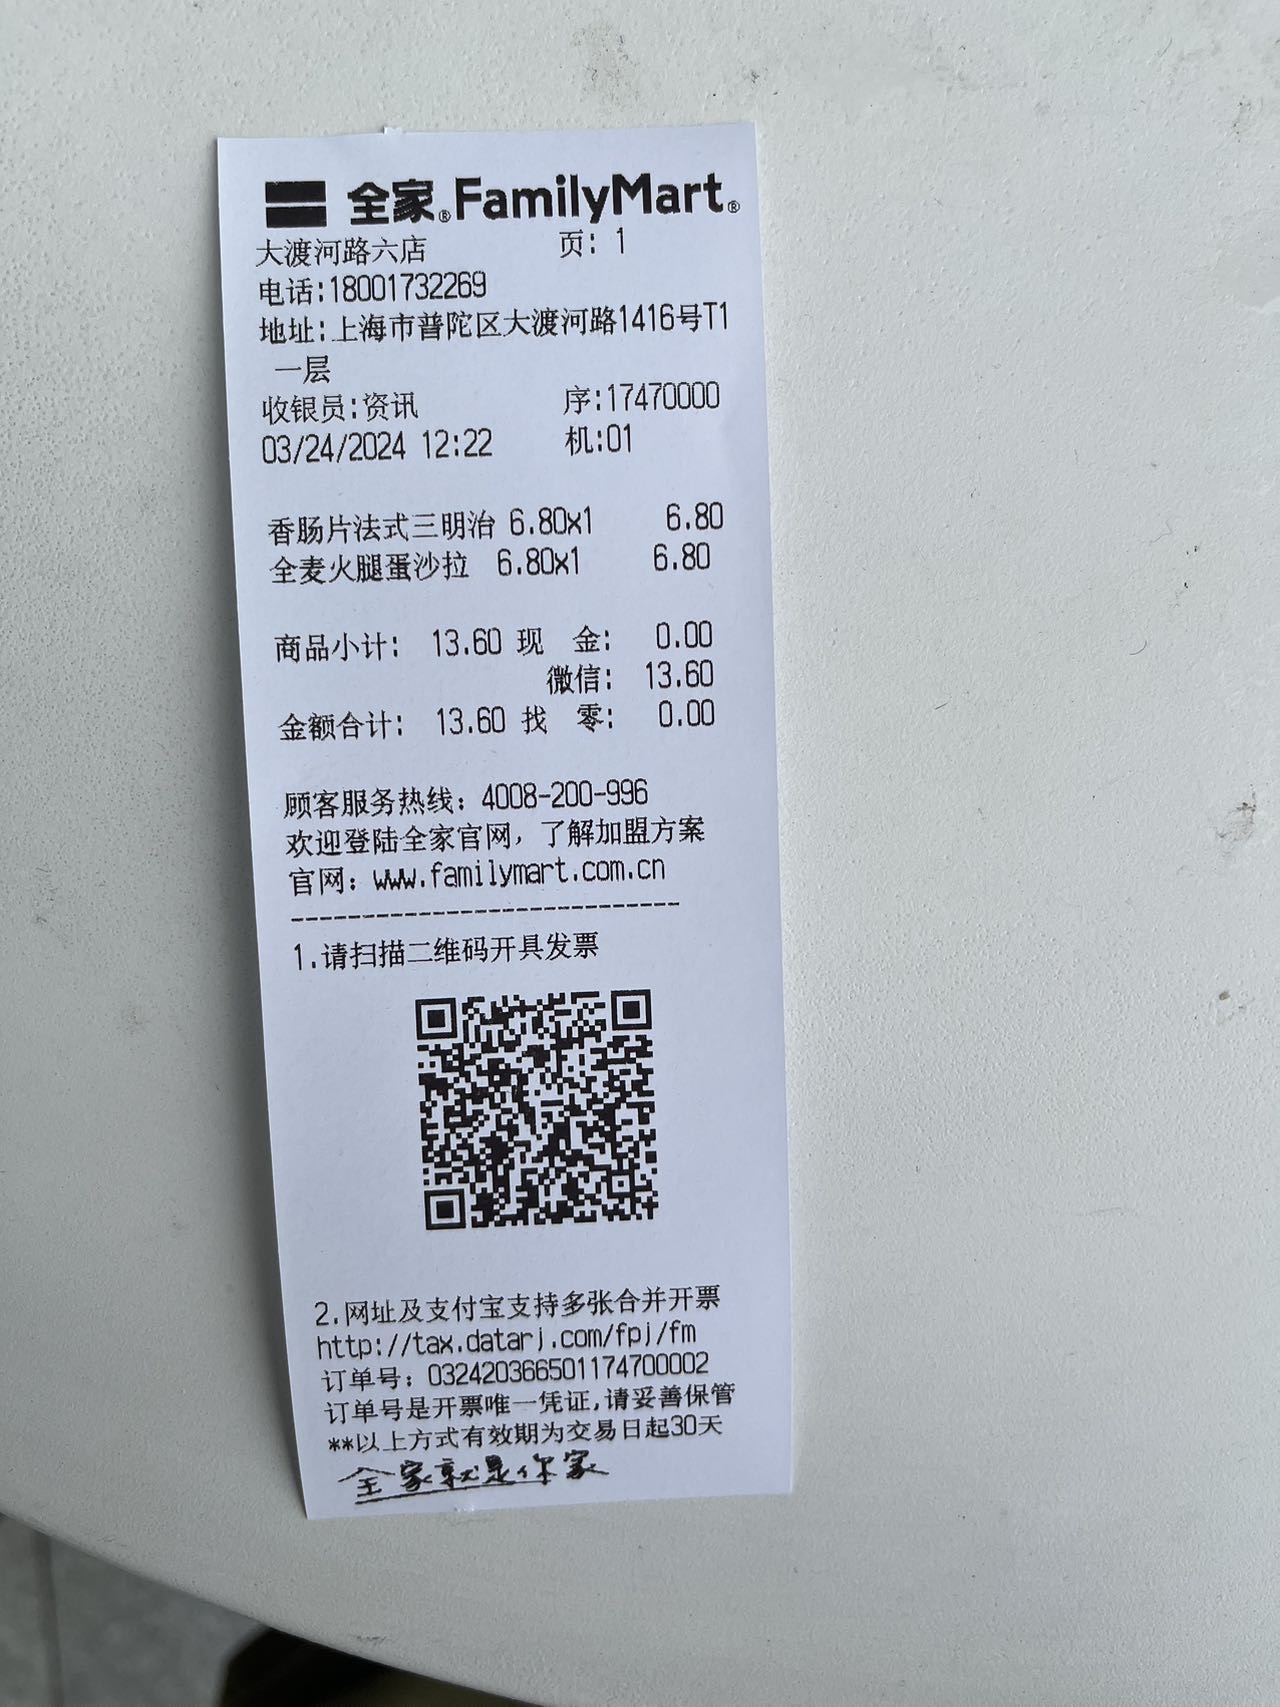 全家®FamilyMart®
大渡河路六店 页: 1
电话:18001732269
地址:上海市普陀区大渡河路1416号T1
一层
收银员:资讯 序:17470000
03/24/2024 12:22 机:01
香肠片法式三明治 6.80x1 6.80
全麦火腿蛋沙拉 6.80x1 6.80
商品小计: 13.60 现 金: 0.00
微信: 13.60
金额合计: 13.60 找 零: 0.00
顾客服务热线：4008-200-996
欢迎登陆全家官网，了解加盟方案
官网：www.familymart.com.cn
---------------------------
1.请扫描二维码开具发票
2.网址及支付宝支持多张合并开票
http://tax.datarj.com/fpj/fm
订单号：032420366501174700002
订单号是开票唯一凭证,请妥善保管
**以上方式有效期为交易日起30天
全家就是你家